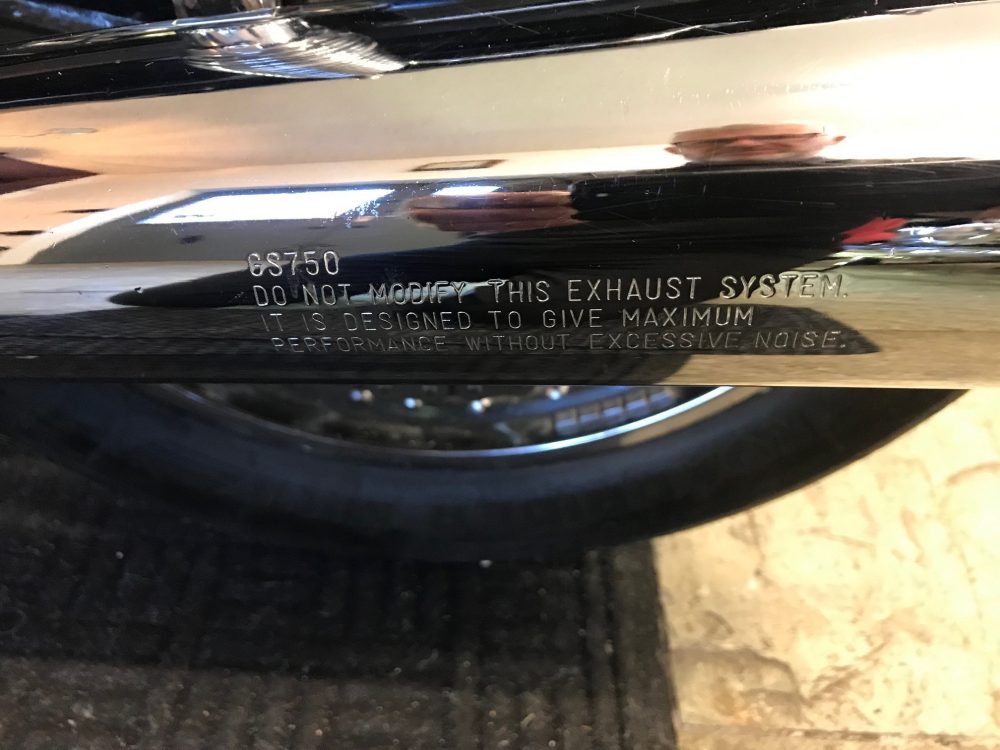 GS750
DO NOT MODIFY THIS EXHAUST SYSTEM.
IT IS DESIGNED TO GIVE MAXIMUM
PERFORMANCE WITHOUT EXCESSIVE NOISE.